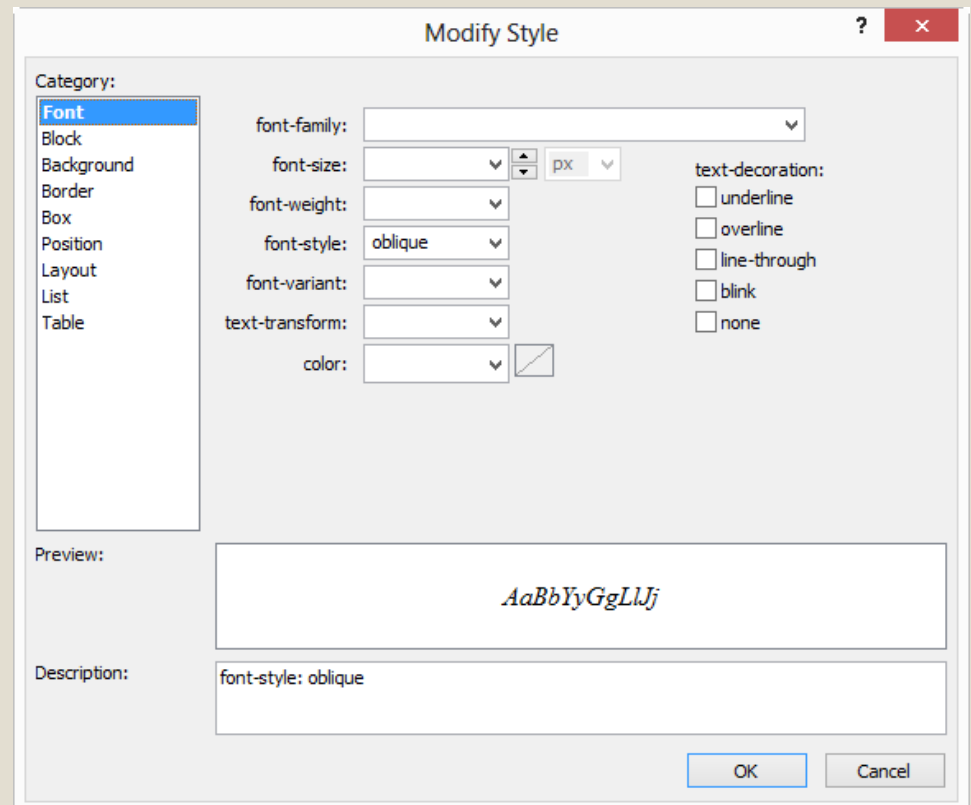 Modify Style
?
Category:
Font
Block
Background
Border
Box
Position
Layout
List
Table
font-family:
font-size:
px
font-weight:
font-style: oblique
font-variant:
text-transform:
color:
text-decoration:
underline
overline
line-through
blink
none
Preview:
AaBbYyGgLlJj
Description:
font-style: oblique
OK
Cancel